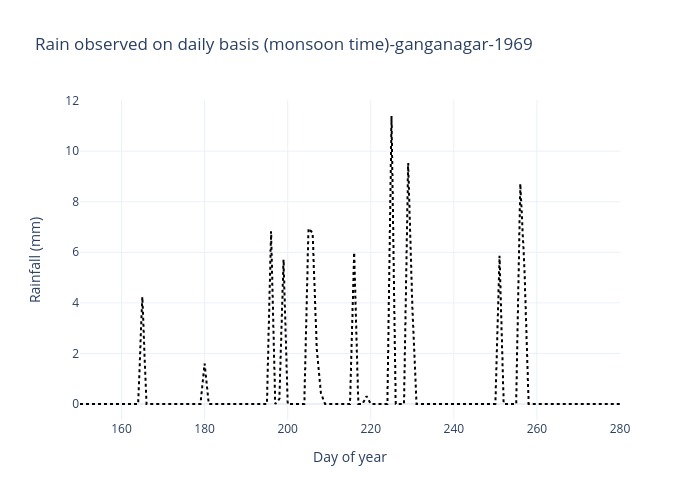 Rain observed on daily basis (monsoon time)-ganganagar-1969
12
10
8
6
4
2
0
Rainfall (mm)
160 180 200 220 240 260 280
Day of year